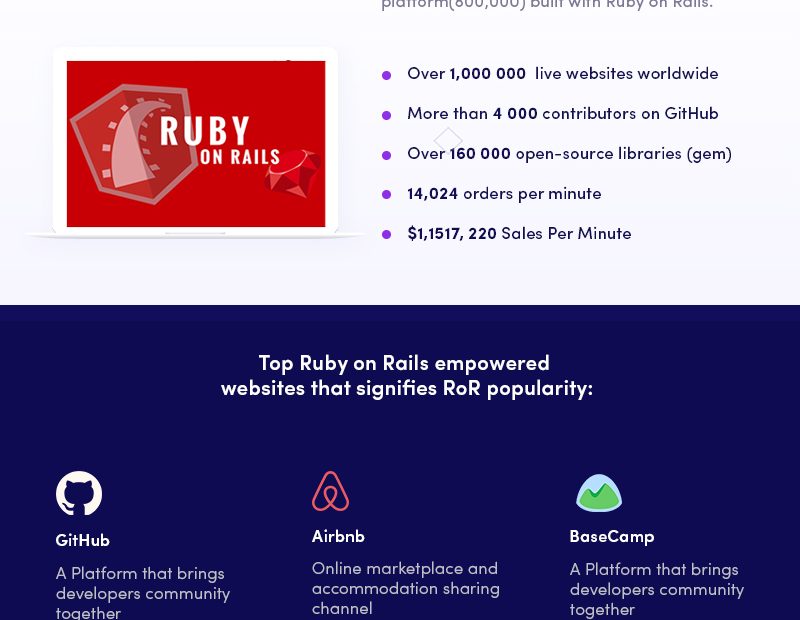 platform(800,000) built with Ruby on Rails.
RUBY
ON RAILS
Over 1,000 000 live websites worldwide
More than 4 000 contributors on GitHub
Over 160 000 open-source libraries (gem)
14,024 orders per minute
$1,1517, 220 Sales Per Minute
Top Ruby on Rails empowered
websites that signifies RoR popularity:
GitHub
A Platform that brings
developers community
together
Airbnb
Online marketplace and
accommodation sharing
channel
BaseCamp
A Platform that brings
developers community
together